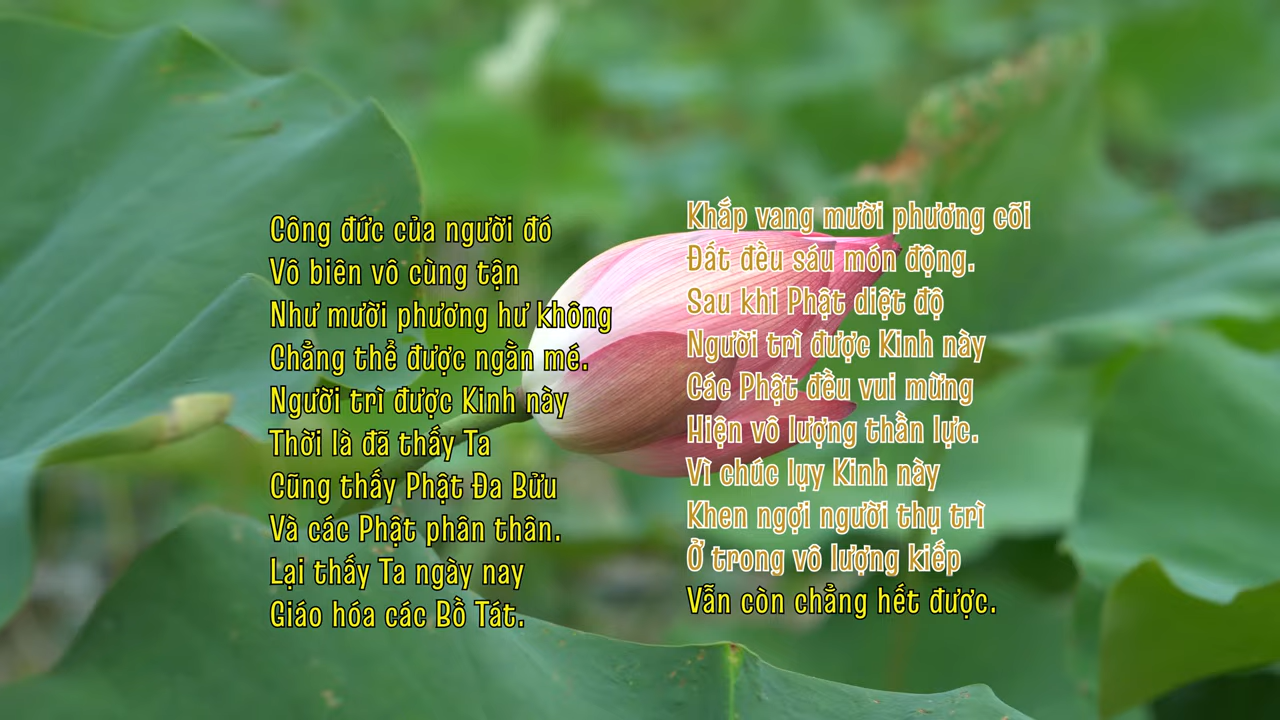 Công đức của người đó
Vô biên vô cùng tận
Như mười phương hư không
Chẳng thể được ngằn mé.
Người trì được Kinh này
Thời là đã thấy Ta
Cũng thấy Phật Đa Bửu
Và các Phật phân thân.
Lại thấy Ta ngày nay
Giáo hóa các Bồ Tát.
Khắp vang mười phương cõi
Đất đều sáu món động.
Sau khi Phật diệt độ
Người trì được Kinh này
Các Phật đều vui mừng
Hiện vô lượng thần lực.
Vì chúc lụy Kinh này
Khen ngợi người thụ trì
Ở trong vô lượng kiếp
Vẫn còn chẳng hết được.